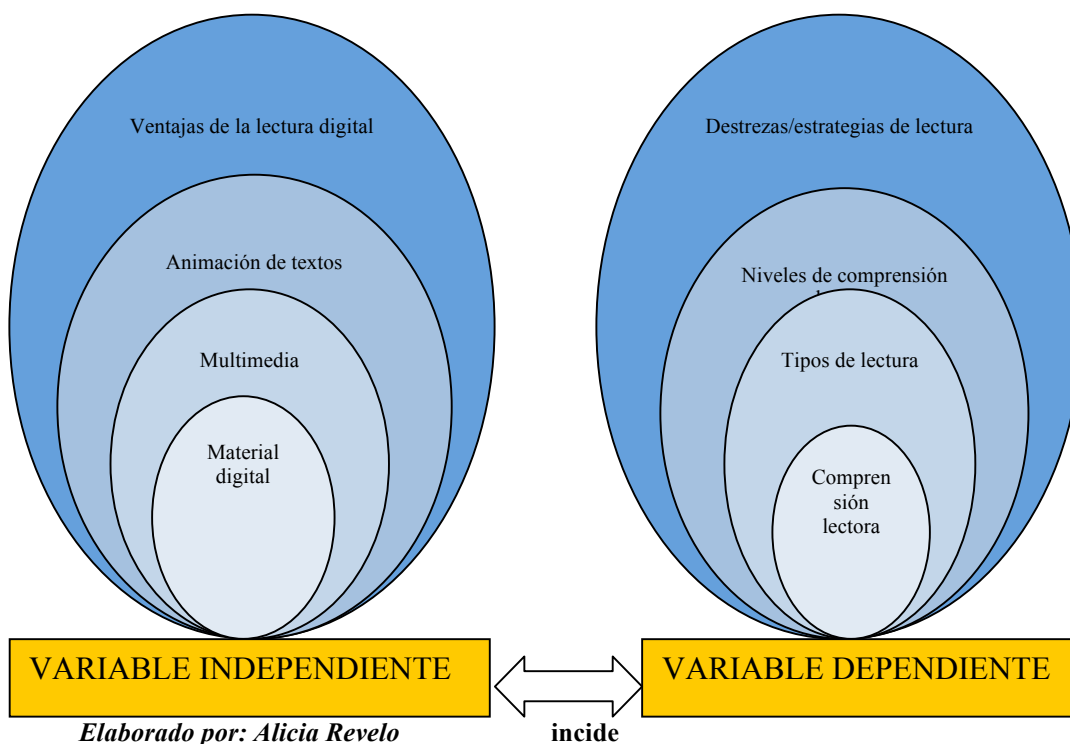 Ventajas de la lectura digital
Animación de textos
Multimedia
Material
digital
VARIABLE INDEPENDIENTE
Elaborado por: Alicia Revelo
Destrezas/estrategias de lectura
Niveles de comprensión
Tipos de lectura
Compren
sión
lectora
VARIABLE DEPENDIENTE
incide